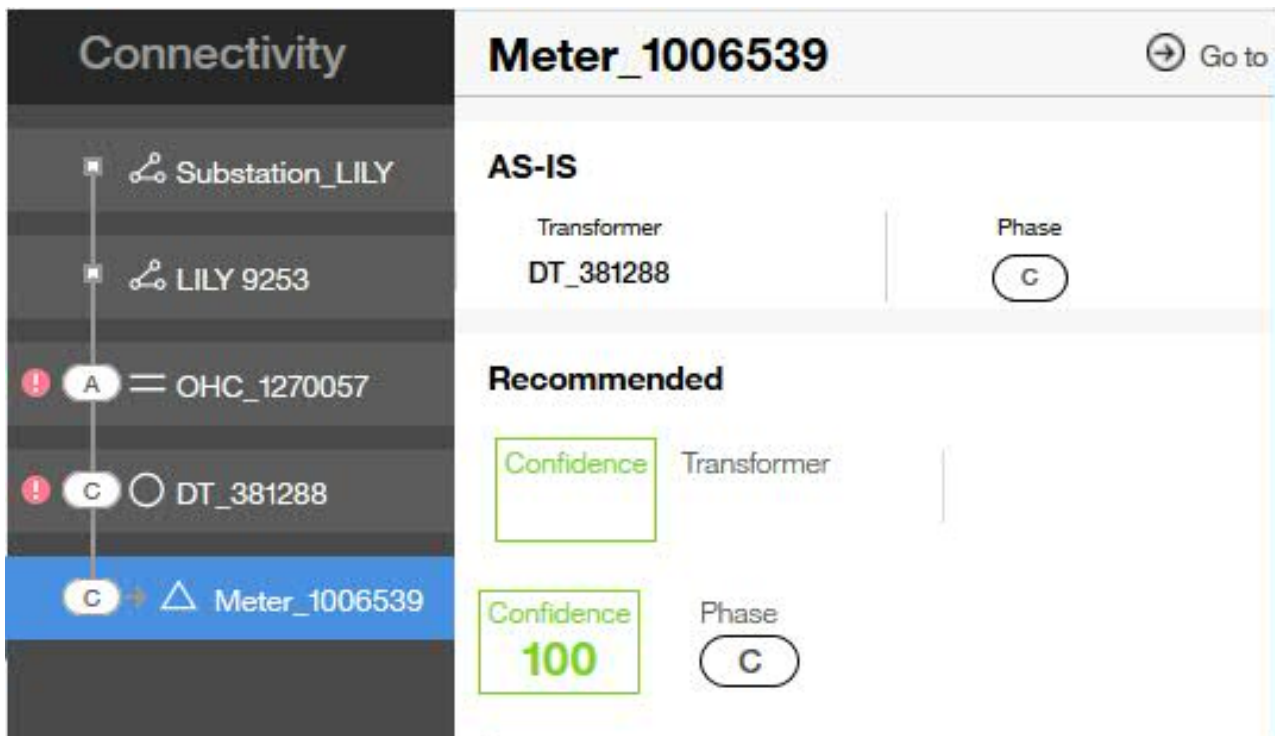 Connectivity
Substation_LILY
LILY 9253
! A OHC_1270057
! C DT_381288
C Meter_1006539
Meter_1006539
Go to
AS-IS
Transformer Phase
DT_381288 C
Recommended
Confidence Transformer
Confidence Phase
100 C